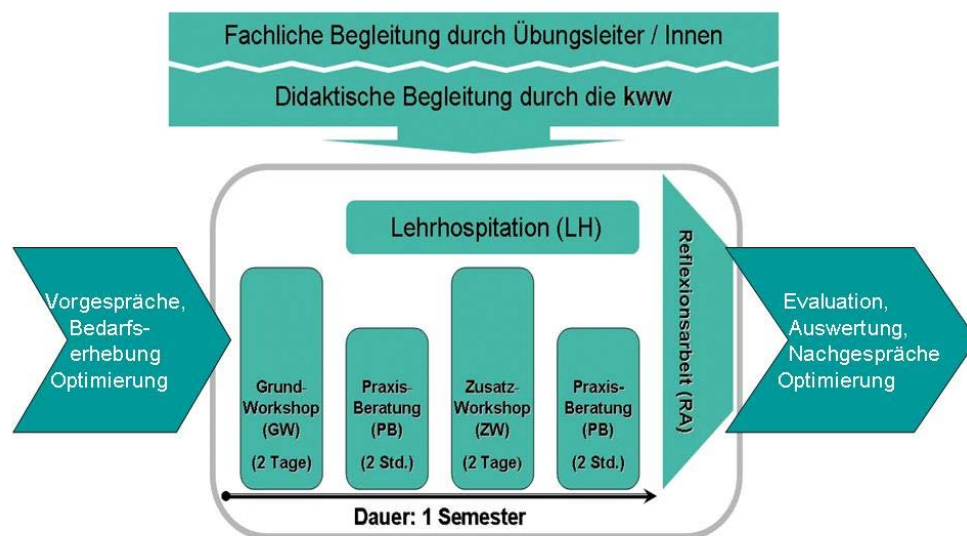 Fachliche Begleitung durch Übungsleiter / Innen
Didaktische Begleitung durch die kww
Vorgespräche,
Bedarfs-
erhebung
Optimierung
Lehrhospitation (LH)
Grund-
Workshop
(GW)
(2 Tage)
Praxis-
Beratung
(PB)
(2 Std.)
Zusatz-
Workshop
(ZW)
(2 Tage)
Praxis-
Beratung
(PB)
(2 Std.)
Reflexionsarbeit (RA)
Dauer: 1 Semester
Evaluation,
Auswertung,
Nachgespräche
Optimierung